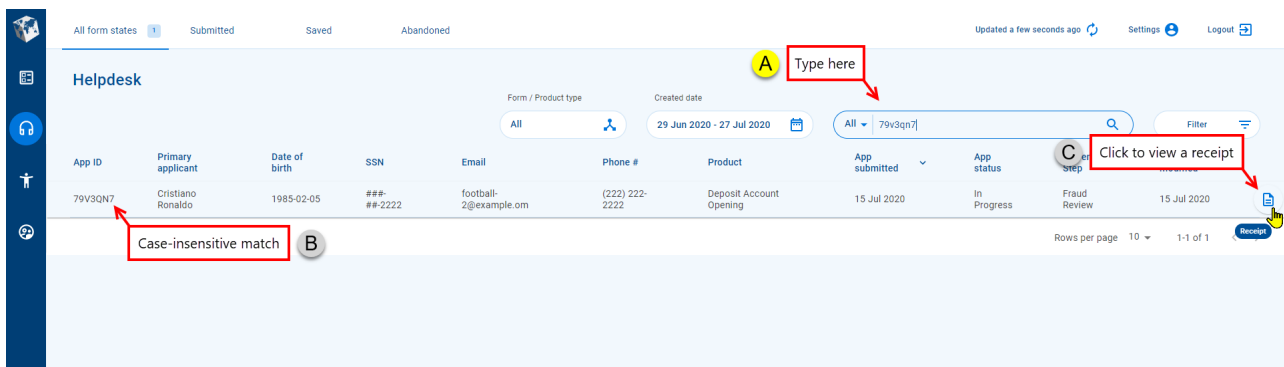 All form states 1 Submitted Saved Abandoned Updated a few seconds ago Settings Logout
A Type here
Helpdesk
Form / Product type Created date
All 29 Jun 2020 - 27 Jul 2020 All 79v3qn7 Filter
C Click to view a receipt
App ID Primary applicant Date of birth SSN Email Phone # Product App submitted App status Step
79V3QN7 Cristiano Ronaldo 1985-02-05 ###-##-2222 football-2@example.om (222) 222-2222 Deposit Account Opening 15 Jul 2020 In Progress Fraud Review 15 Jul 2020
Case-insensitive match B
Rows per page 10 1-1 of 1 Receipt